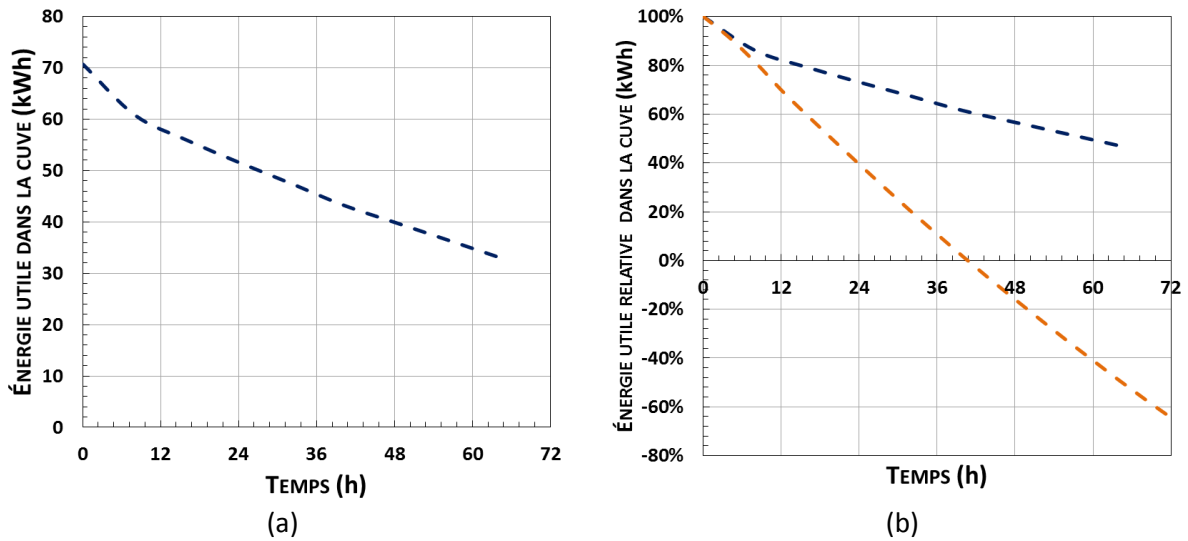 ÉNERGIE UTILE DANS LA CUVE (kWh)
80
70
60
50
40
30
20
10
0
0 12 24 36 48 60 72
TEMPS (h)
(a)
ÉNERGIE UTILE RELATIVE DANS LA CUVE (kWh)
100%
80%
60%
40%
20%
0%
-20%
-40%
-60%
-80%
0 12 24 36 48 60 72
TEMPS (h)
(b)